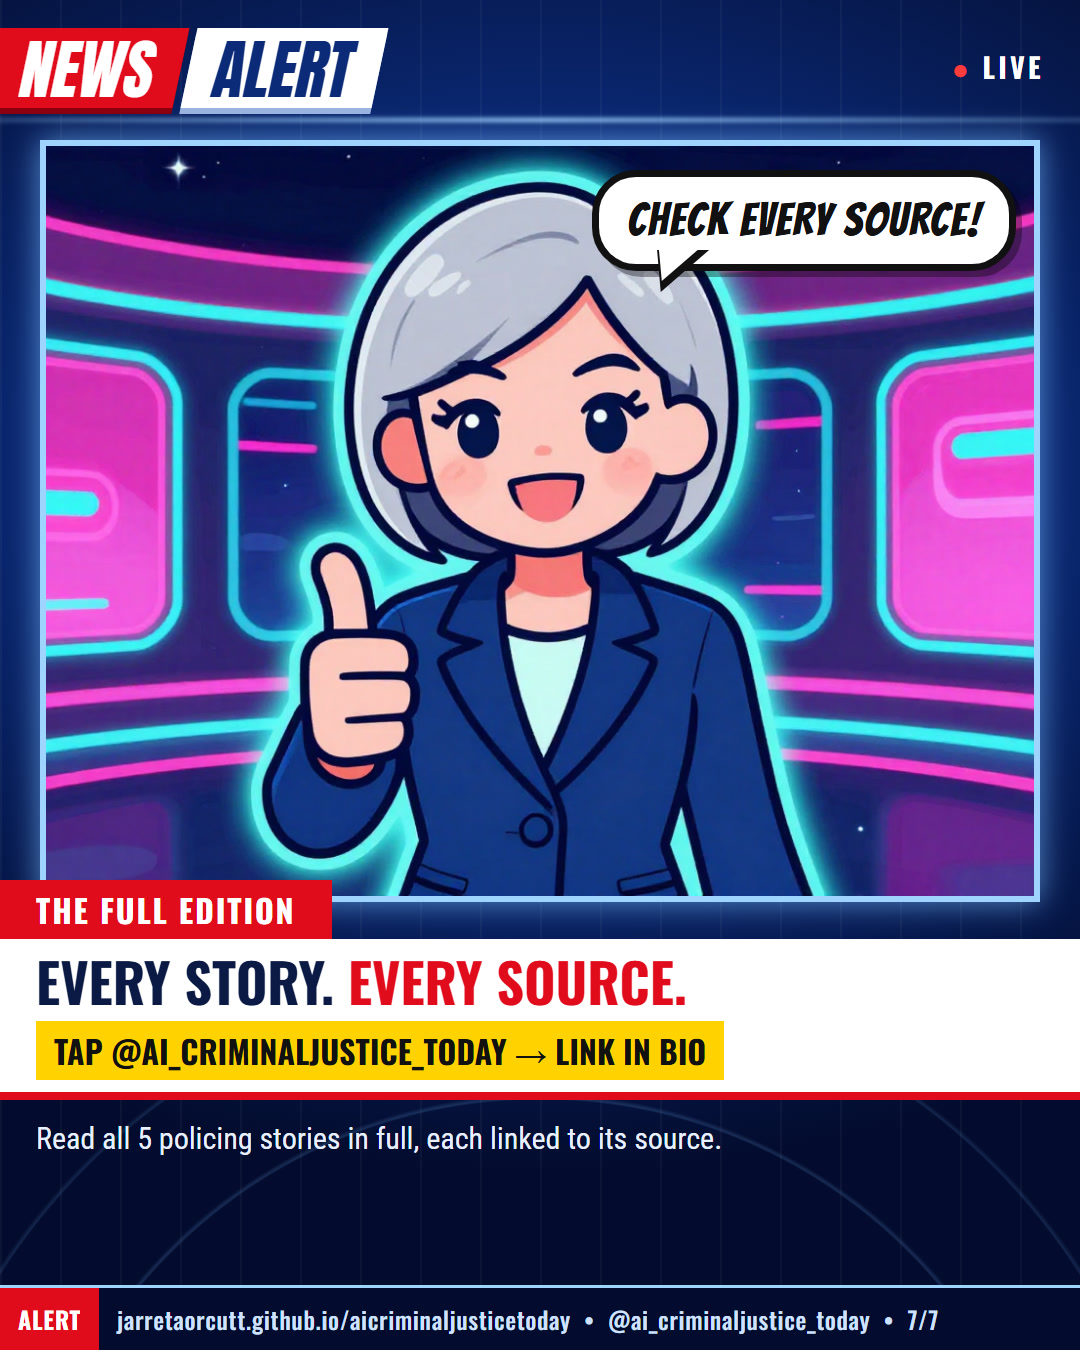 NEWS ALERT
● LIVE
CHECK EVERY SOURCE!
THE FULL EDITION
EVERY STORY. EVERY SOURCE.
TAP @AI_CRIMINALJUSTICE_TODAY → LINK IN BIO
Read all 5 policing stories in full, each linked to its source.
ALERT jarretaorcutt.github.io/aicriminaljusticetoday • @ai_criminaljustice_today • 7/7